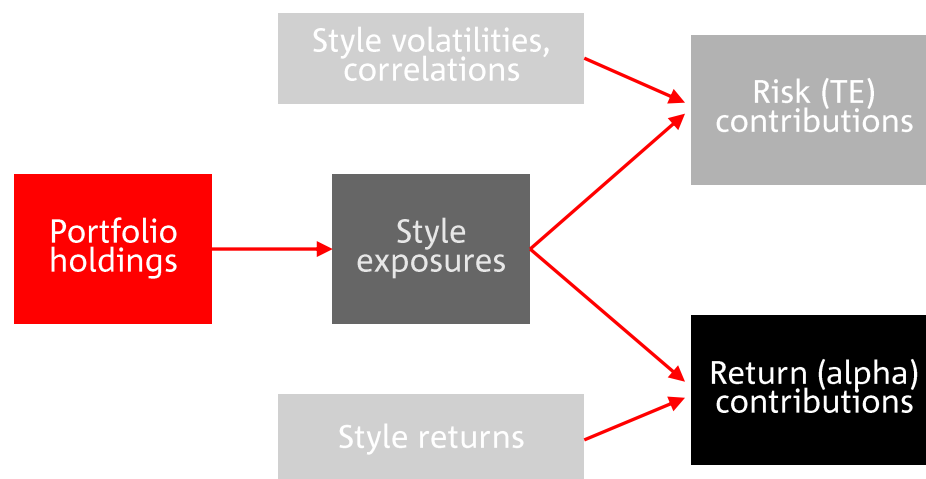 Style volatilities,
correlations
Risk (TE)
contributions
Portfolio
holdings
Style
exposures
Return (alpha)
contributions
Style returns